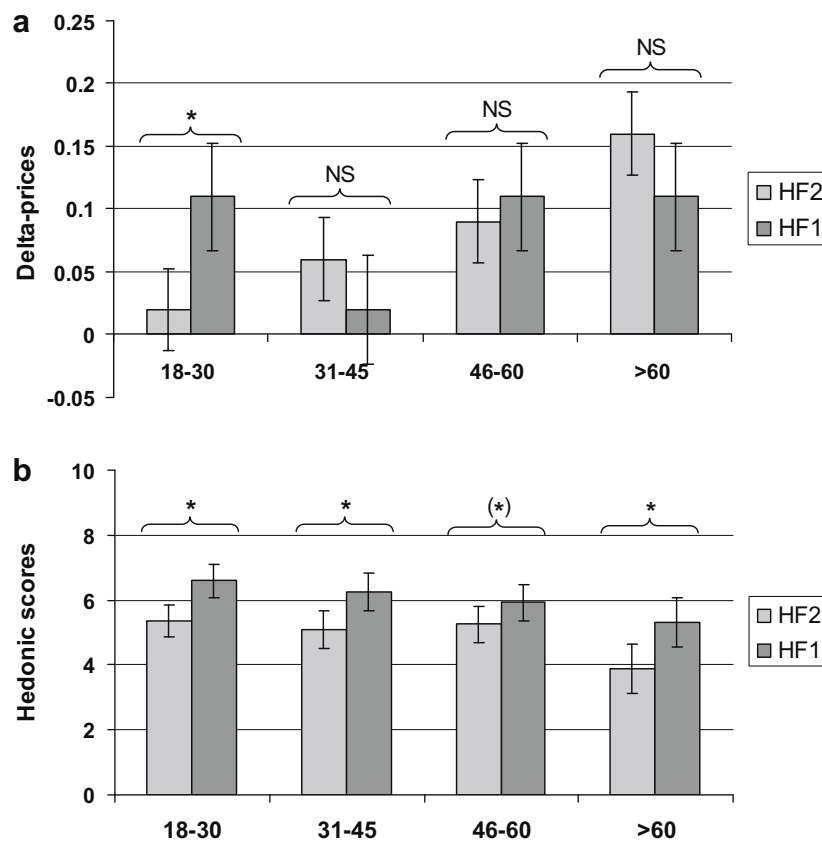 a
Delta-prices
0.25
0.2
0.15
0.1
0.05
0
-0.05
*
NS
NS
NS
18-30
31-45
46-60
>60
HF2
HF1
b
Hedonic scores
10
8
6
4
2
0
*
*
(*)
*
18-30
31-45
46-60
>60
HF2
HF1